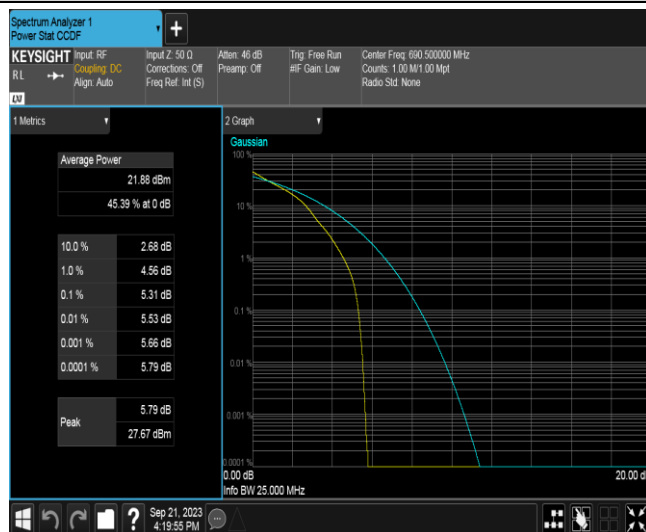 Spectrum Analyzer 1
Power Stat CCDF
+
KEYSIGHT
RL
LXI
Input: RF
Coupling: DC
Align: Auto
Input Z: 50 Ω
Corrections: Off
Freq Ref: Int (S)
Atten: 46 dB
Preamp: Off
Trig: Free Run
#IF Gain: Low
Center Freq: 690.500000 MHz
Counts: 1.00 M/1.00 Mpt
Radio Std: None
1 Metrics
Average Power
21.88 dBm
45.39 % at 0 dB
10.0 % 2.68 dB
1.0 % 4.56 dB
0.1 % 5.31 dB
0.01 % 5.53 dB
0.001 % 5.66 dB
0.0001 % 5.79 dB
Peak
5.79 dB
27.67 dBm
2 Graph
Gaussian
100 %
10 %
1 %
0.1 %
0.01 %
0.001 %
0.0001 %
0.00 dB
20.00 d
Info BW 25.000 MHz
?
Sep 21, 2023
4:19:55 PM